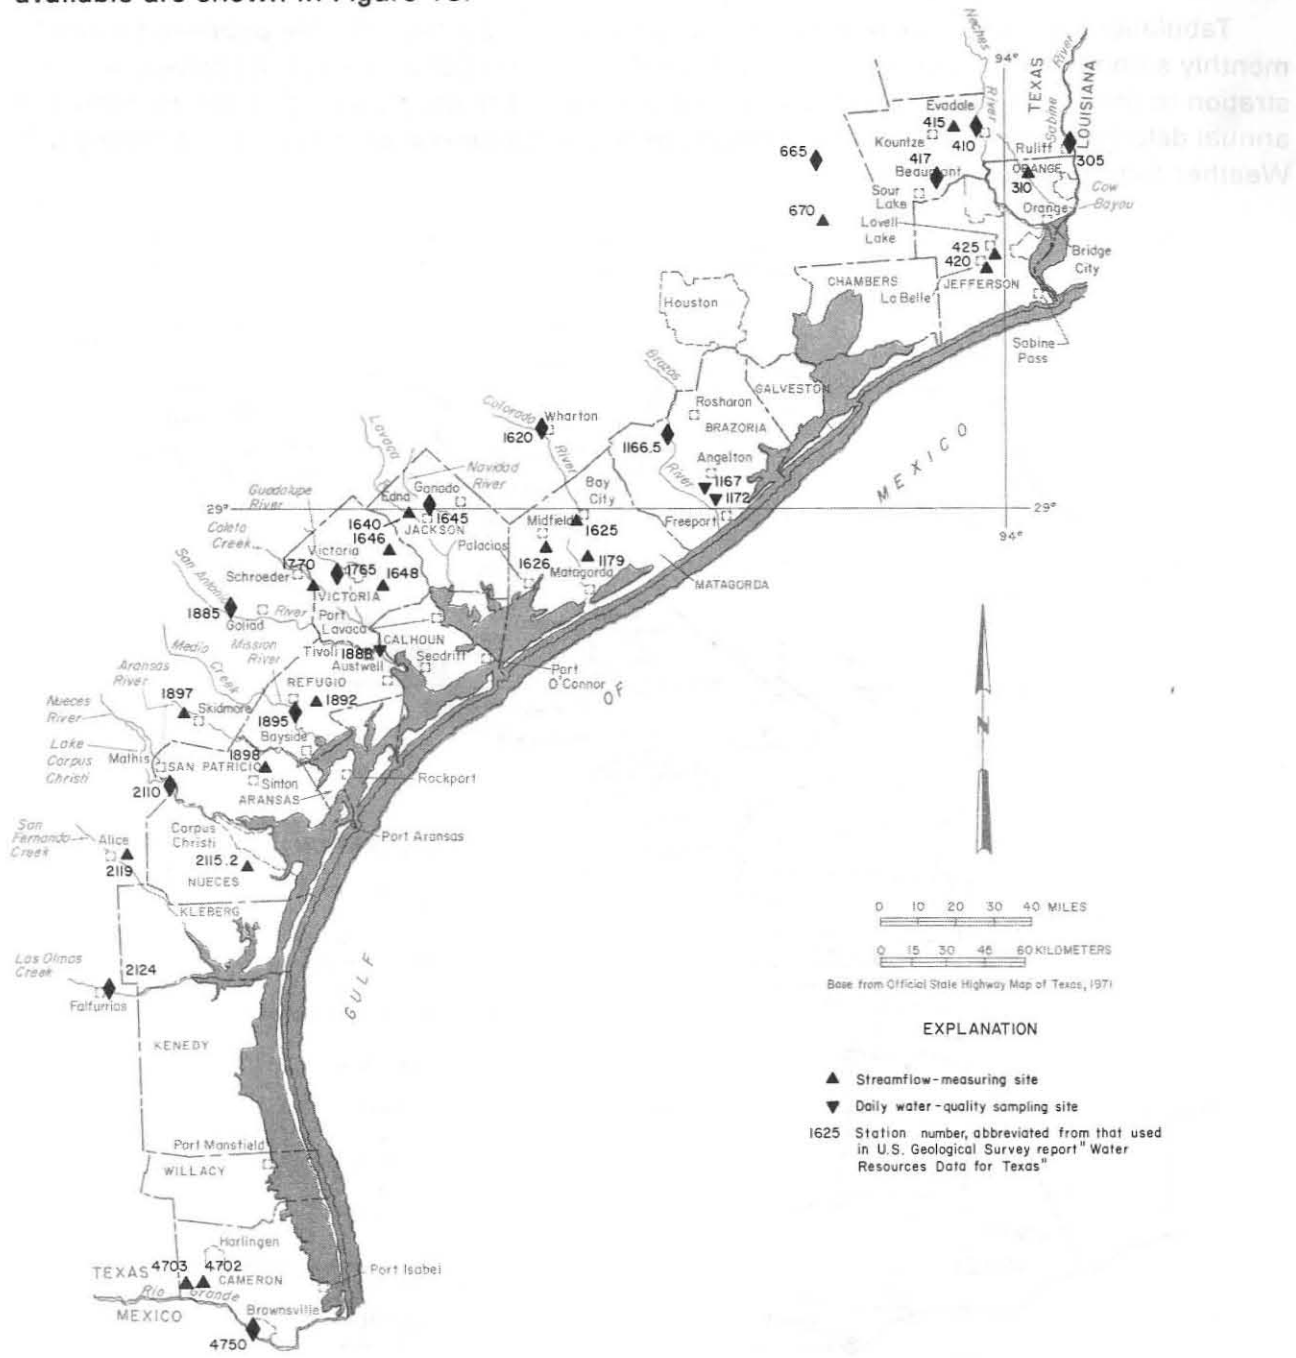 available are shown in Figure
Neches
River
94°
TEXAS
Sabine
River
LOUISIANA
Evadale
415
Kountze
410
Ruliff
305
665
417
Beaumont
ORANGE
310
Cow
Bayou
Sour
Lake
Orange
670
Lovell
Lake
425
420
Bridge
City
CHAMBERS
La Belle
JEFFERSON
Houston
Sabine
Pass
Brazos
River
GALVESTON
Rosharon
BRAZORIA
Colorado
River
Wharton
1620
1166.5
Angleton
1167
1172
Freeport
GULF
OF
MEXICO
Lavaca
R
Navidad
River
Guadalupe
River
Edna
Ganado
Bay
City
29°
29°
94°
1640
1645
JACKSON
Midfield
1625
Coleto
Creek
1646
Victoria
Palacios
1626
1179
Matagorda
MATAGORDA
San Antonio
River
1770
1765
1648
Schroeder
VICTORIA
1885
Goliad
Port
Lavaca
Medio
Creek
Mission
River
Tivoli
1888
CALHOUN
Austwell
Seadrift
Port
O'Connor
Aransas
River
REFUGIO
1892
Nueces
River
1897
Skidmore
1895
Bayside
Lake
Corpus
Christi
Mathis
1898
SAN PATRICIO
Sinton
ARANSAS
Rockport
2110
Port Aransas
San
Fernando
Creek
Alice
2119
Corpus
Christi
2115.2
NUECES
KLEBERG
Los Olmos
Creek
2124
Falfurrias
KENEDY
Port Mansfield
WILLACY
Harlingen
4703
4702
CAMERON
Port Isabel
TEXAS
Rio Grande
MEXICO
Brownsville
4750
N
0 10 20 30 40 MILES
0 15 30 45 60 KILOMETERS
Base from Official State Highway Map of Texas, 1971
EXPLANATION
Streamflow-measuring site
Daily water-quality sampling site
1625 Station number, abbreviated from that used
in U.S. Geological Survey report "Water
Resources Data for Texas"